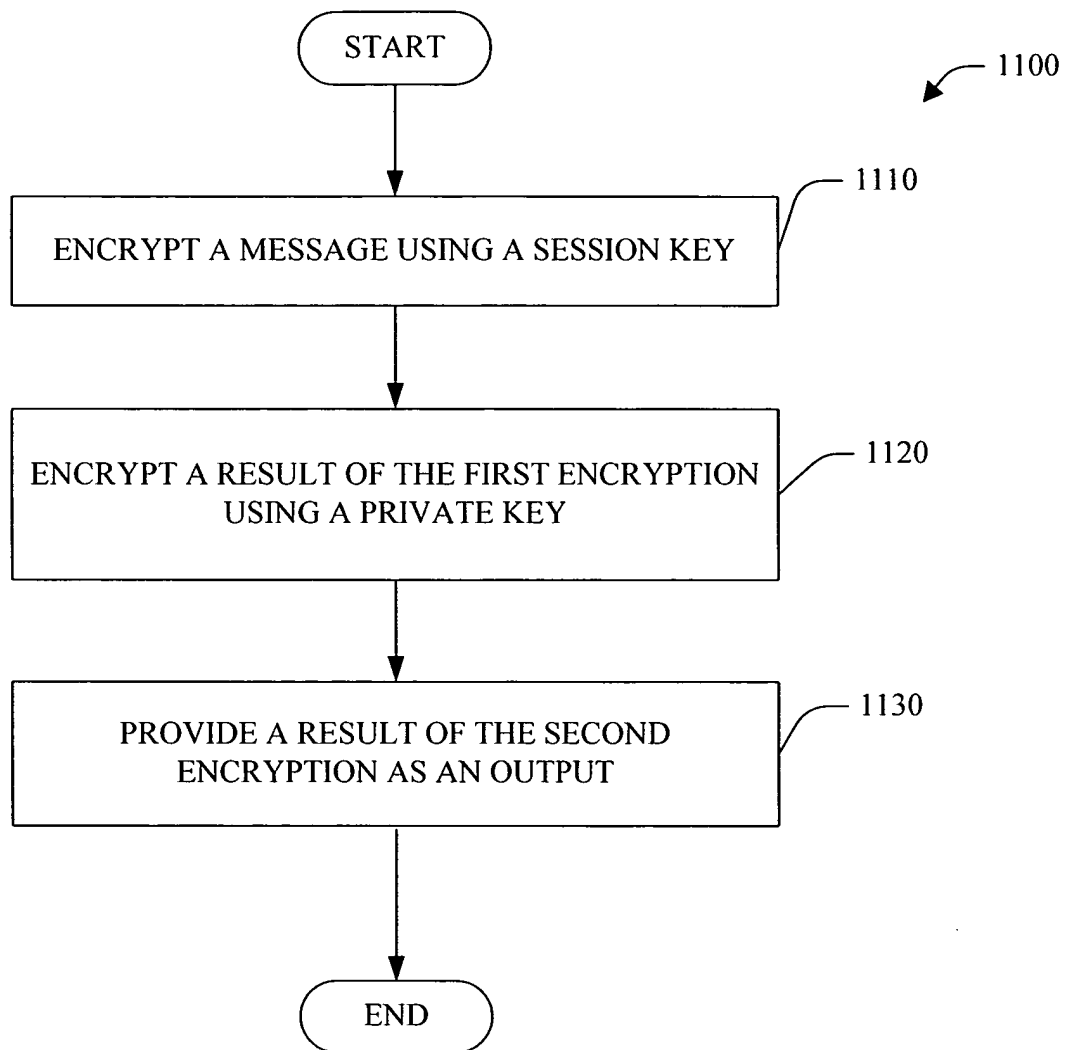 START
1100
1110
ENCRYPT A MESSAGE USING A SESSION KEY
1120
ENCRYPT A RESULT OF THE FIRST ENCRYPTION
USING A PRIVATE KEY
1130
PROVIDE A RESULT OF THE SECOND
ENCRYPTION AS AN OUTPUT
END